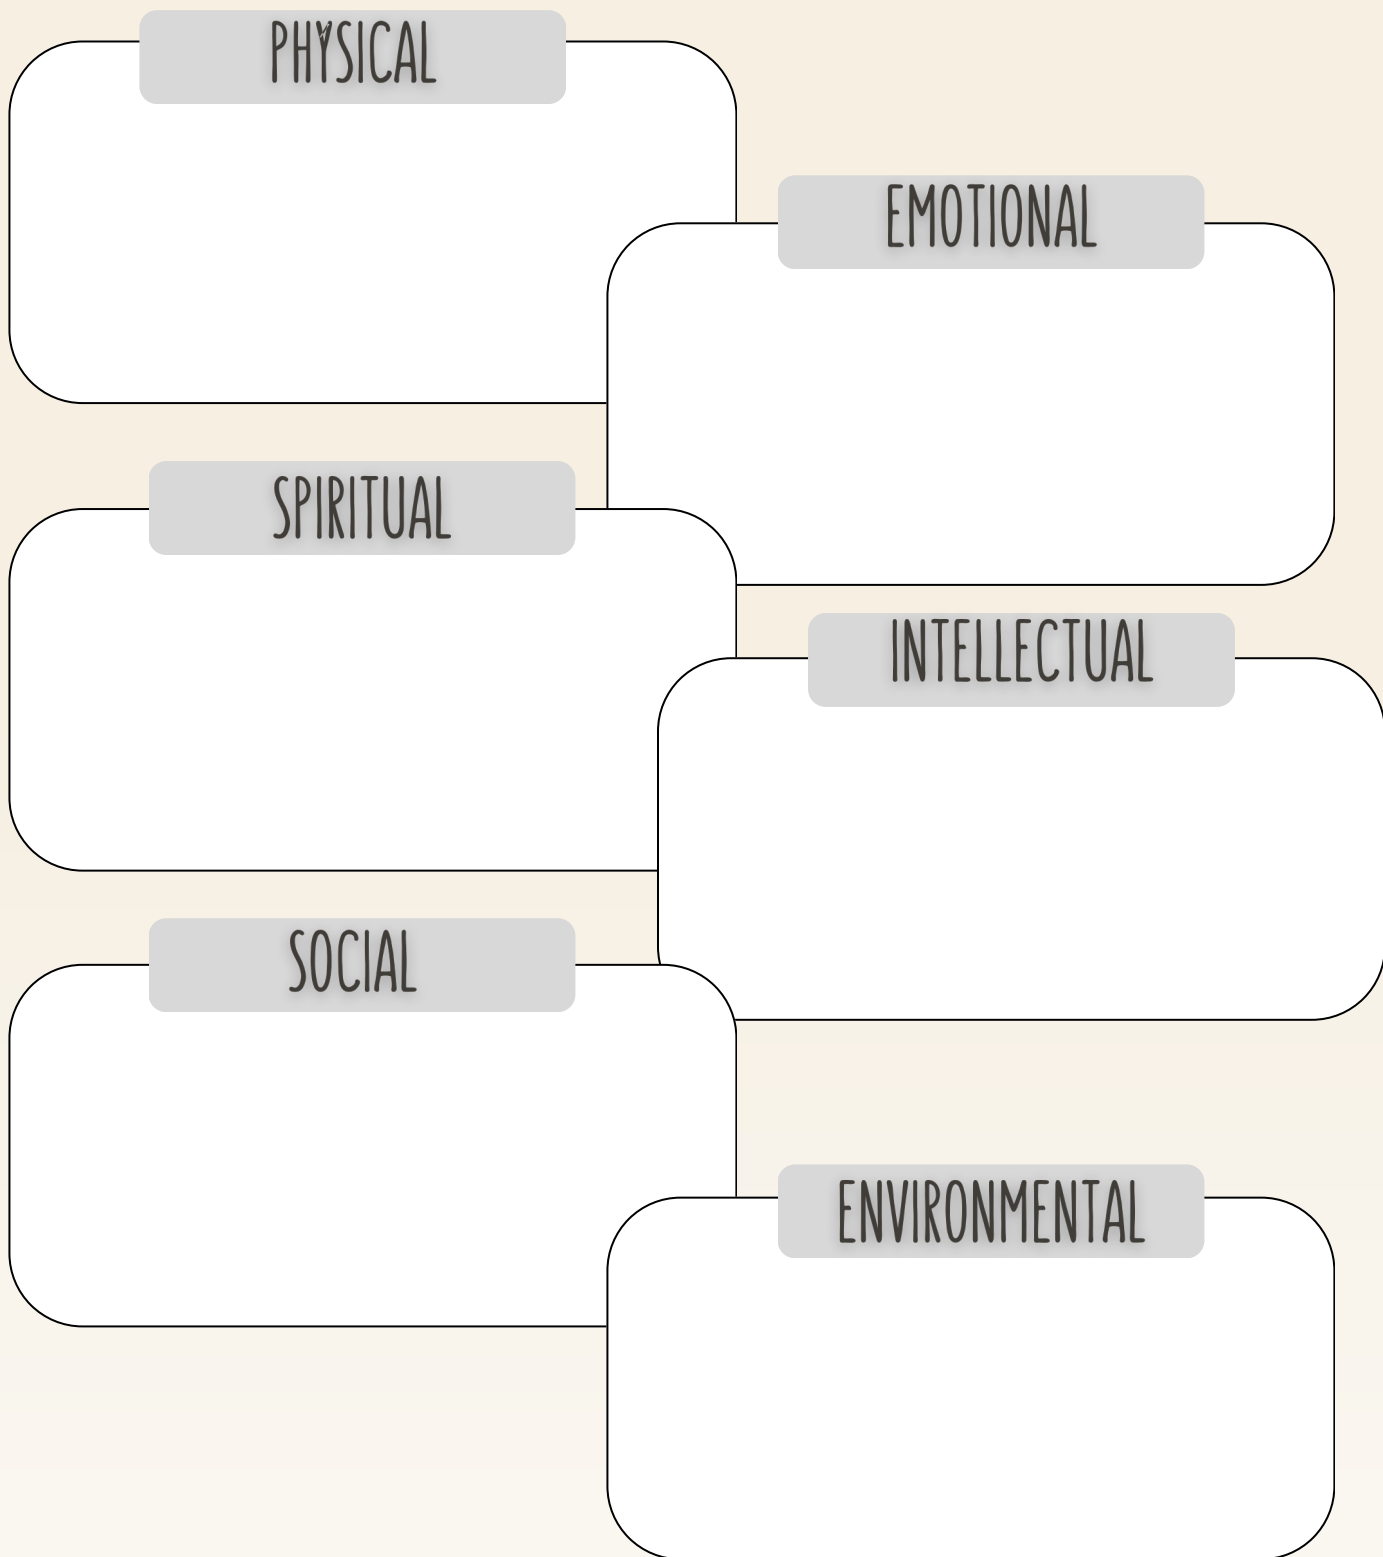 PHYSICAL
EMOTIONAL
SPIRITUAL
INTELLECTUAL
SOCIAL
ENVIRONMENTAL